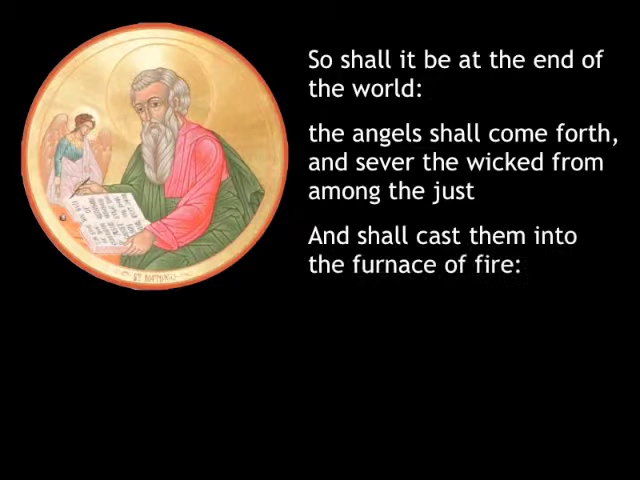 So shall it be at the end of
the world:
the angels shall come forth,
and sever the wicked from
among the just
And shall cast them into
the furnace of fire: